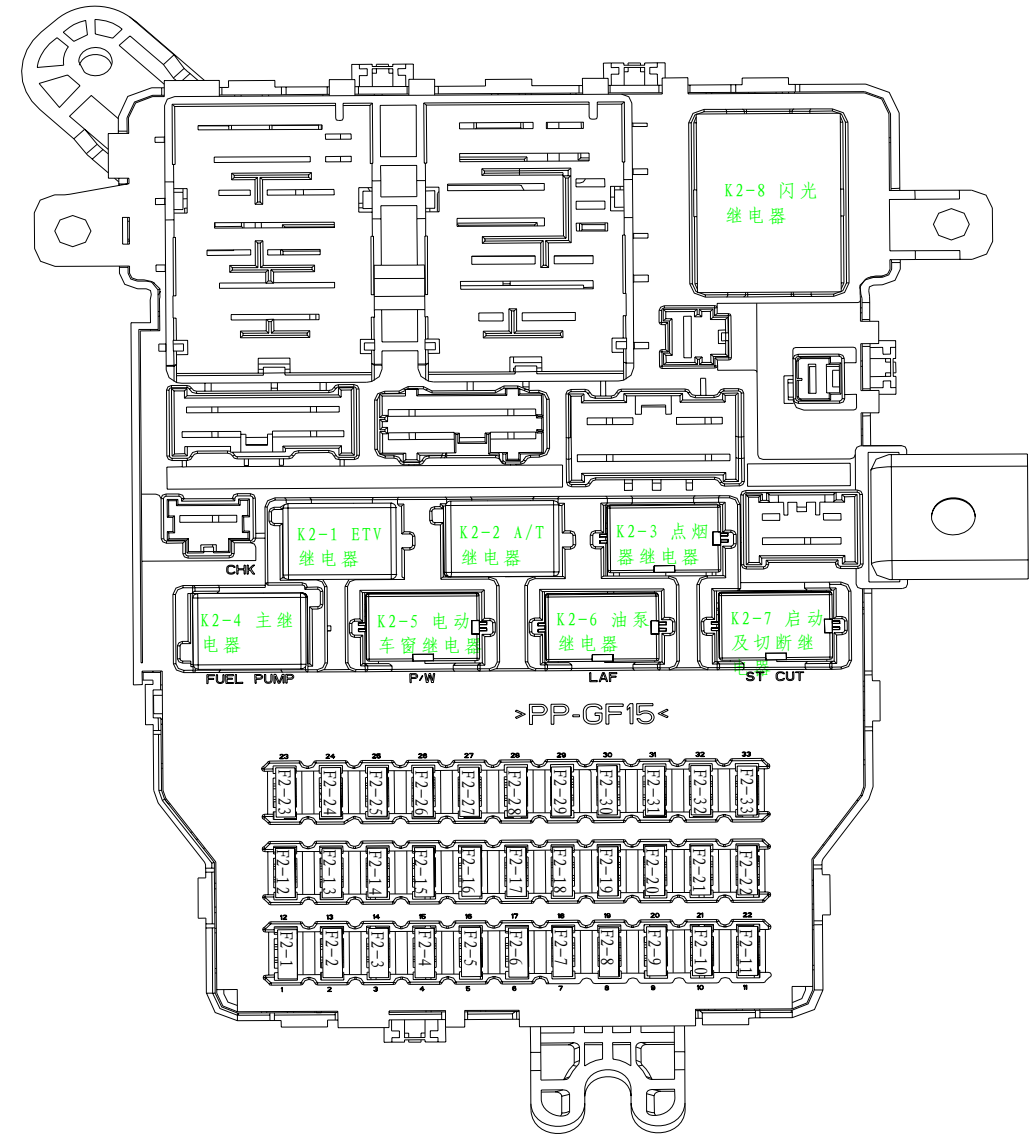 K2-8 闪光
继电器
K2-1 ETV
继电器
K2-2 A/T
继电器
K2-3 点烟
器继电器
CHK
K2-4 主继
电器
K2-5 电动
车窗继电器
K2-6 油泵
继电器
K2-7 启动
及切断继
电器
FUEL PUMP P/W LAF ST CUT
>PP-GF15<
23 24 25 26 27 28 29 30 31 32 33
F2-23 F2-24 F2-25 F2-26 F2-27 F2-28 F2-29 F2-30 F2-31 F2-32 F2-33
F2-12 F2-13 F2-14 F2-15 F2-16 F2-17 F2-18 F2-19 F2-20 F2-21 F2-22
12 13 14 15 16 17 18 19 20 21 22
F2-1 F2-2 F2-3 F2-4 F2-5 F2-6 F2-7 F2-8 F2-9 F2-10 F2-11
1 2 3 4 5 6 7 8 9 10 11